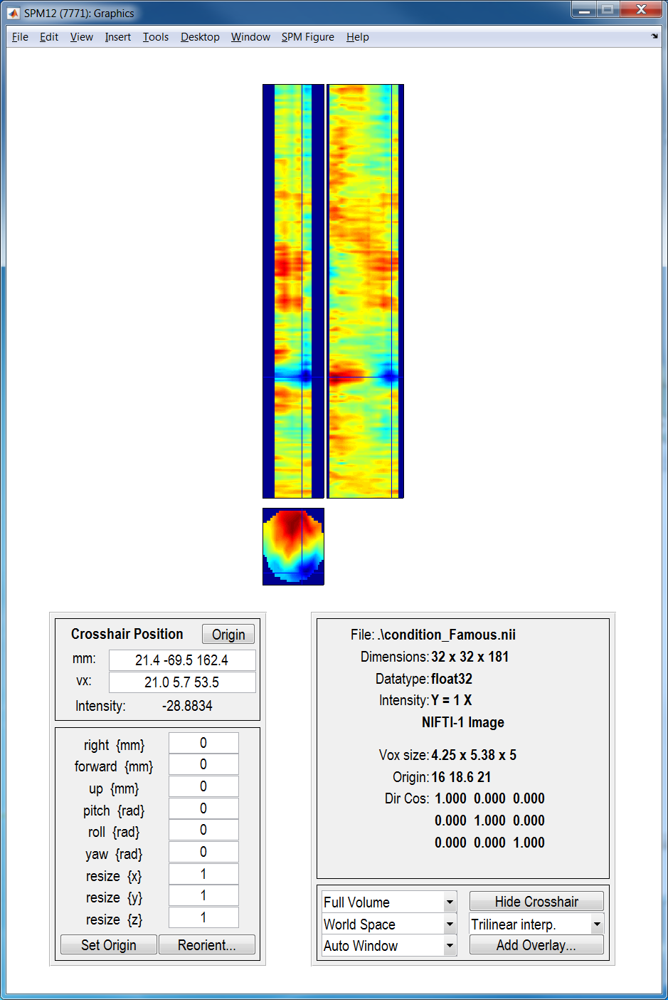 SPM12 (7771): Graphics
File Edit View Insert Tools Desktop Window SPM Figure Help
Crosshair Position Origin
mm: 21.4 -69.5 162.4
vx: 21.0 5.7 53.5
Intensity: -28.8834
right {mm} 0
forward {mm} 0
up {mm} 0
pitch {rad} 0
roll {rad} 0
yaw {rad} 0
resize {x} 1
resize {y} 1
resize {z} 1
Set Origin Reorient...
File: .\condition_Famous.nii
Dimensions: 32 x 32 x 181
Datatype: float32
Intensity: Y = 1 X
NIFTI-1 Image
Vox size: 4.25 x 5.38 x 5
Origin: 16 18.6 21
Dir Cos: 1.000 0.000 0.000
0.000 1.000 0.000
0.000 0.000 1.000
Full Volume Hide Crosshair
World Space Trilinear interp.
Auto Window Add Overlay...